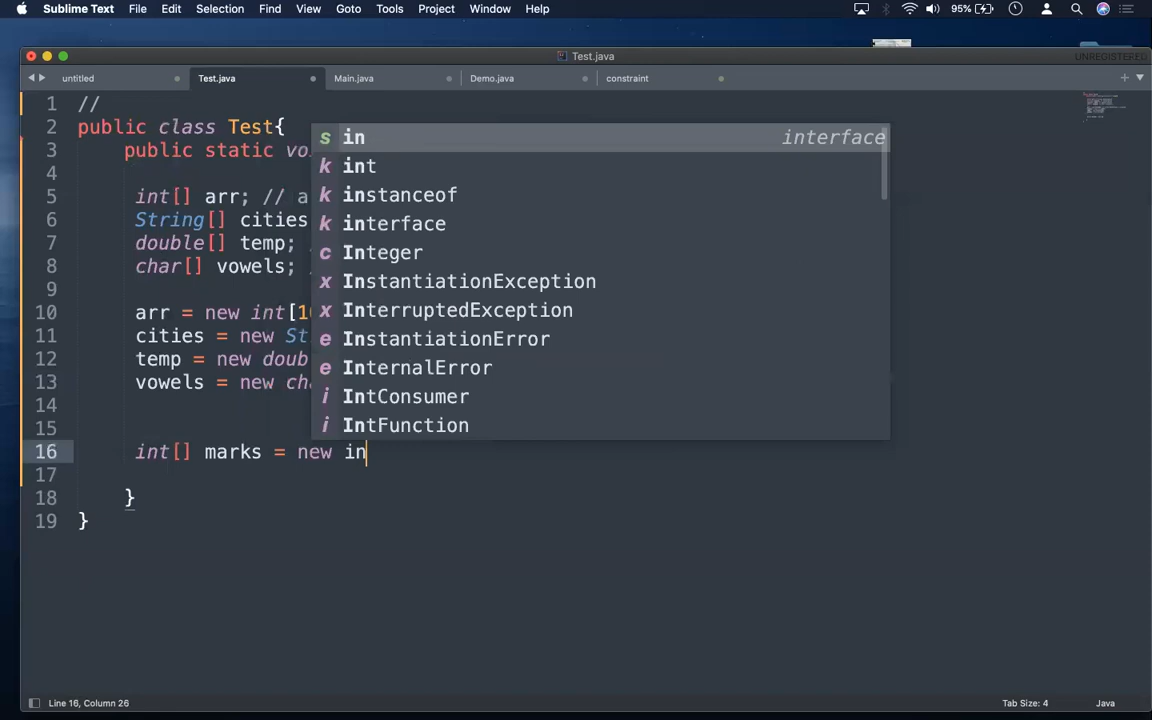 Sublime Text File Edit Selection Find View Goto Tools Project Window Help 95%
Test.java
UNREGISTERED
untitled Test.java Main.java Demo.java constraint
1 //
2 public class Test{
3 public static vo
4
5 int[] arr; // a
6 String[] cities
7 double[] temp;
8 char[] vowels;
9
10 arr = new int[10
11 cities = new St
12 temp = new doub
13 vowels = new cha
14
15
16 int[] marks = new in
17
18 }
19 }
s in interface
k int
k instanceof
k interface
c Integer
x InstantiationException
x InterruptedException
e InstantiationError
e InternalError
i IntConsumer
i IntFunction
Line 16, Column 26 Tab Size: 4 Java